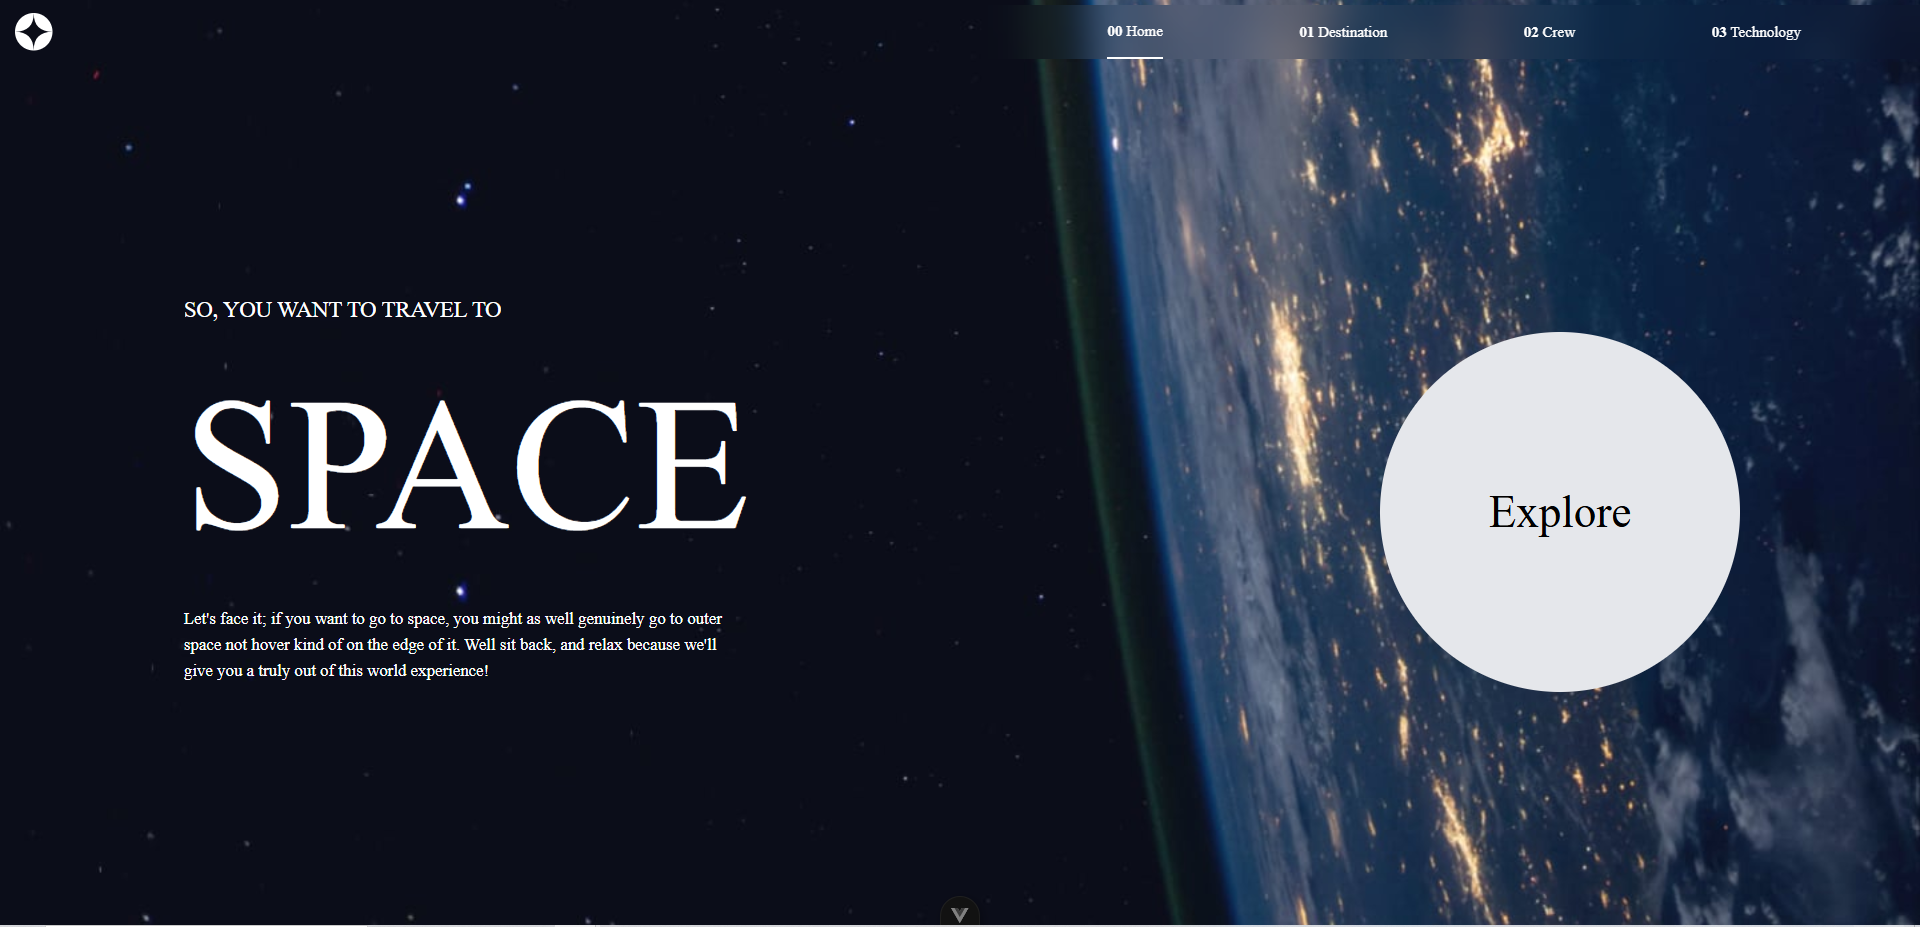 00 Home
01 Destination
02 Crew
03 Technology
SO, YOU WANT TO TRAVEL TO
SPACE
Let's face it; if you want to go to space, you might as well genuinely go to outer
space not hover kind of on the edge of it. Well sit back, and relax because we'll
give you a truly out of this world experience!
Explore